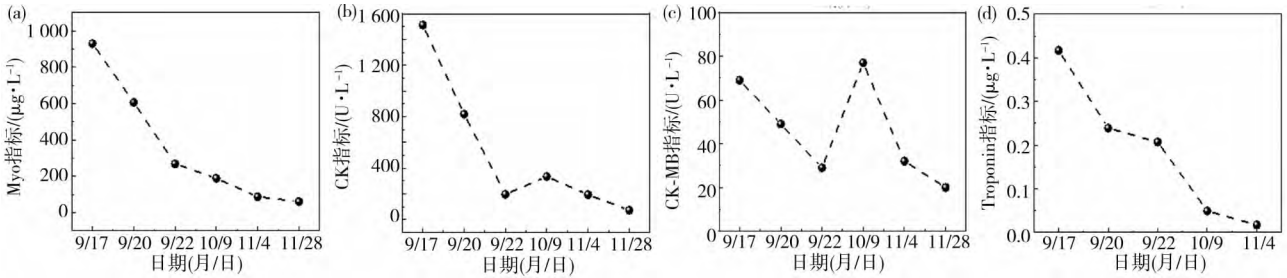 (a)
1 000
800
600
400
200
0
Myo指标/(μg·L⁻¹)
9/17 9/20 9/22 10/9 11/4 11/28
日期(月/日)
(b)
1 600
1 200
800
400
0
CK指标/(U·L⁻¹)
9/17 9/20 9/22 10/9 11/4 11/28
日期(月/日)
(c)
100
80
60
40
20
0
CK-MB指标/(U·L⁻¹)
9/17 9/20 9/22 10/9 11/4 11/28
日期(月/日)
(d)
0.5
0.4
0.3
0.2
0.1
0.0
Troponin指标/(μg·L⁻¹)
9/17 9/20 9/22 10/9 11/4
日期(月/日)